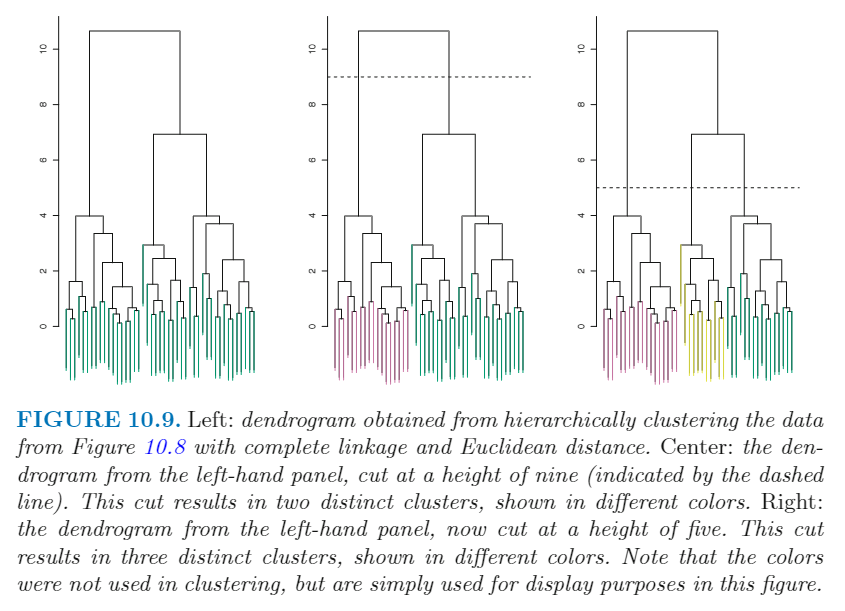 10
8
6
4
2
0
10
8
6
4
2
0
10
8
6
4
2
0
FIGURE 10.9. Left: dendrogram obtained from hierarchically clustering the data
from Figure 10.8 with complete linkage and Euclidean distance. Center: the den-
drogram from the left-hand panel, cut at a height of nine (indicated by the dashed
line). This cut results in two distinct clusters, shown in different colors. Right:
the dendrogram from the left-hand panel, now cut at a height of five. This cut
results in three distinct clusters, shown in different colors. Note that the colors
were not used in clustering, but are simply used for display purposes in this figure.